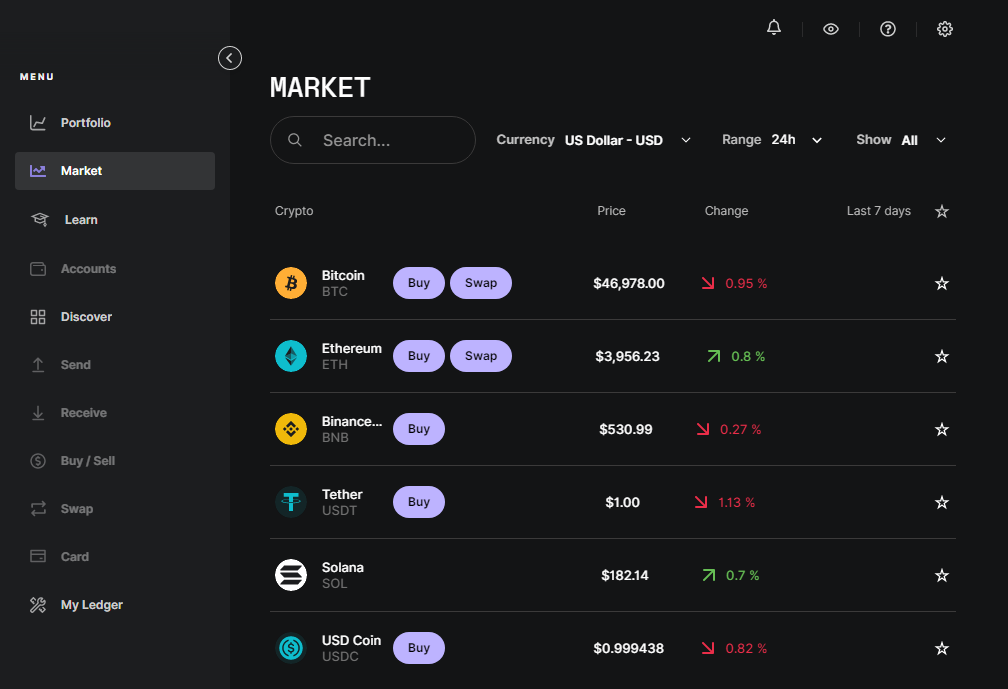 MENU
Portfolio
Market
Learn
Accounts
Discover
Send
Receive
Buy / Sell
Swap
Card
My Ledger
MARKET
Search...
Currency US Dollar - USD
Range 24h
Show All
Crypto Price Change Last 7 days
Bitcoin
BTC
Buy Swap $46,978.00 0.95 %
Ethereum
ETH
Buy Swap $3,956.23 0.8 %
Binance...
BNB
Buy $530.99 0.27 %
Tether
USDT
Buy $1.00 1.13 %
Solana
SOL
$182.14 0.7 %
USD Coin
USDC
Buy $0.999438 0.82 %